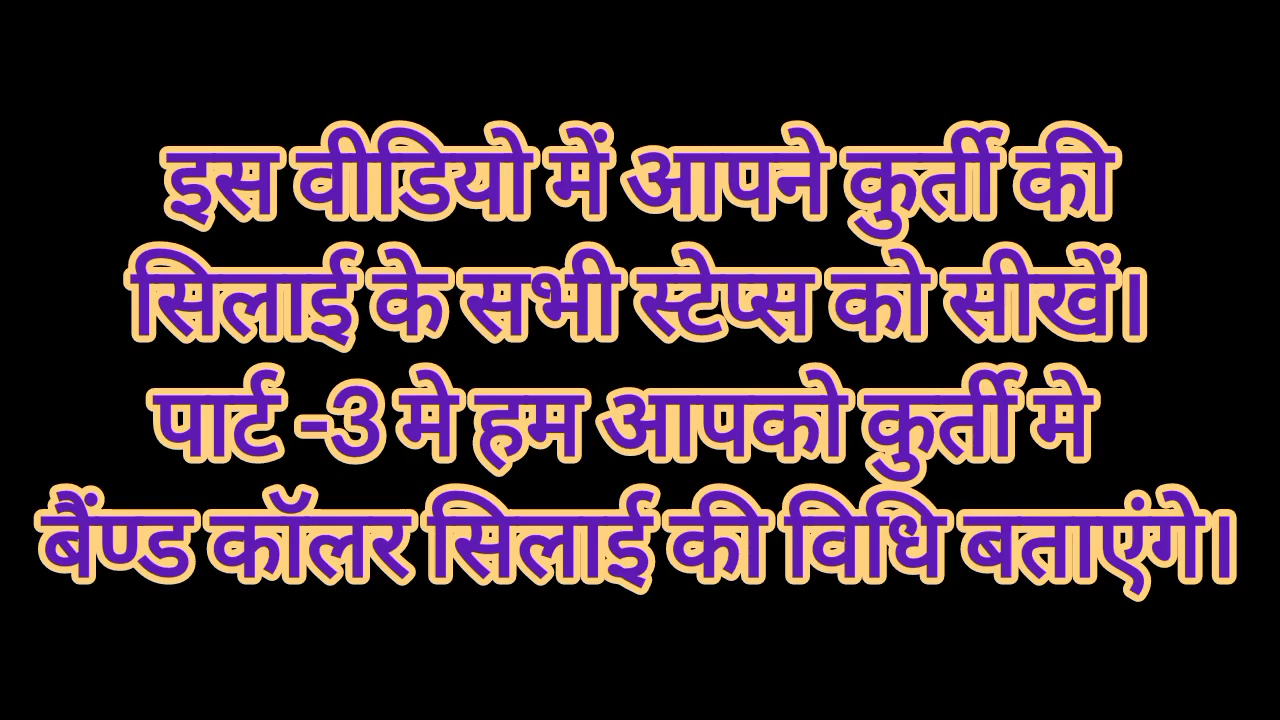 इस वीडियो में आपने कुर्ती की
सिलाई के सभी स्टेप्स को सीखें।
पार्ट -3 मे हम आपको कुर्ती मे
बैंण्ड कॉलर सिलाई की विधि बताएंगे।